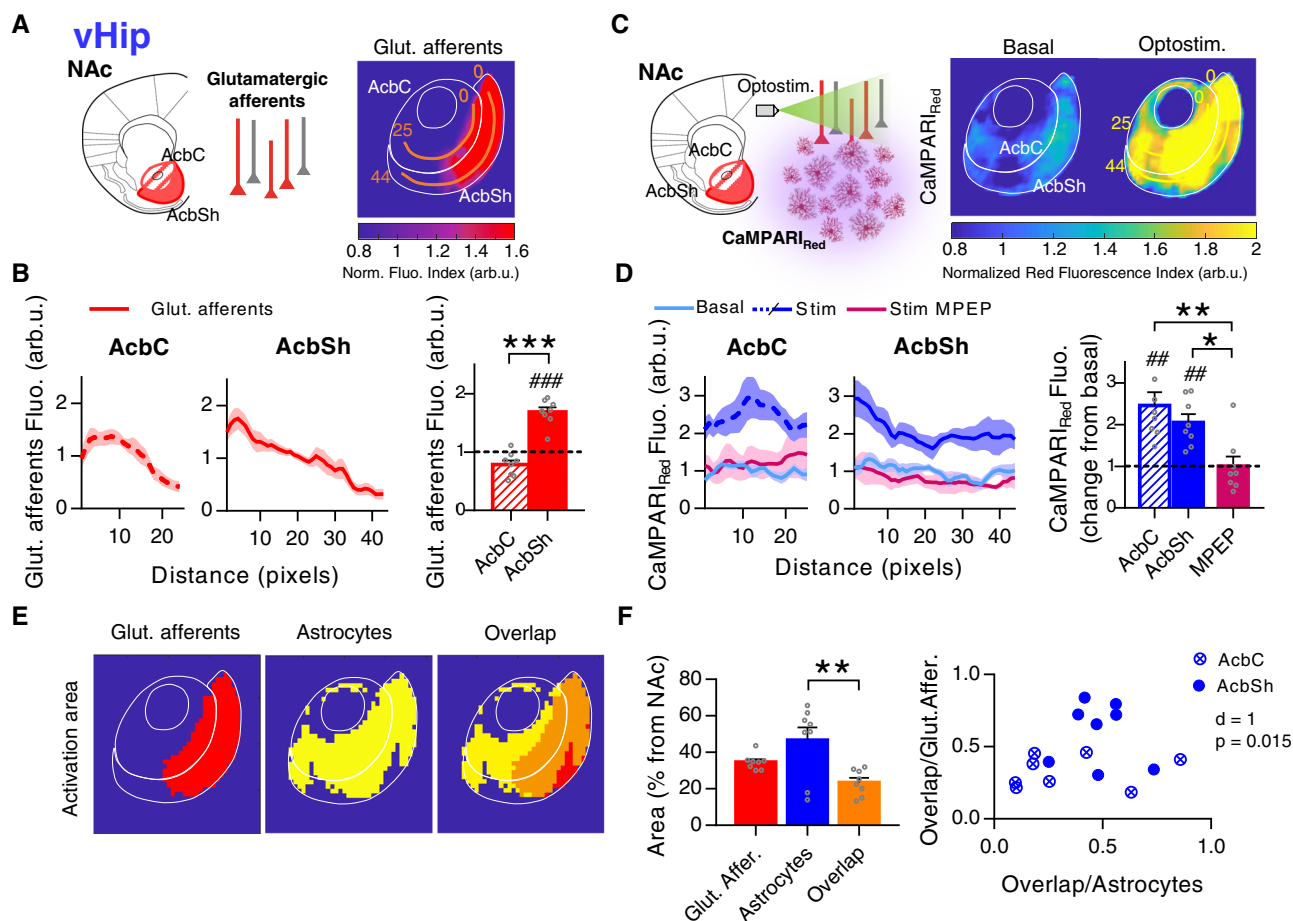 A
vHip
NAc
Glutamatergic
afferents
AcbC
AcbSh
Glut. afferents
AcbC
0
0
25
44
AcbSh
0.8 1 1.2 1.4 1.6
Norm. Fluo. Index (arb.u.)
C
NAc
Optostim.
AcbC
AcbSh
CaMPARIRed
Basal
Optostim.
CaMPARIRed
AcbC
AcbSh
0
0
25
44
0.8 1 1.2 1.4 1.6 1.8 2
Normalized Red Fluorescence Index (arb.u.)
B
Glut. afferents
Glut. afferents Fluo. (arb.u.)
AcbC
AcbSh
2
1
0
10 20
2
1
0
10 20 30 40
Distance (pixels)
Glut. afferents Fluo. (arb.u.)
***
###
2
1
0
AcbC
AcbSh
D
Basal
Stim
Stim MPEP
CaMPARIRed Fluo. (arb.u.)
AcbC
AcbSh
3
2
1
0
10 20
3
2
1
0
10 20 30 40
Distance (pixels)
CaMPARIRed Fluo.
(change from basal)
**
*
##
##
3
2
1
0
AcbC
AcbSh
MPEP
E
Glut. afferents
Astrocytes
Overlap
Activation area
F
Area (% from NAc)
80
60
40
20
0
**
Glut. Affer.
Astrocytes
Overlap
Overlap/Glut.Affer.
1.0
0.5
0.0
0.0 0.5 1.0
Overlap/Astrocytes
AcbC
AcbSh
d = 1
p = 0.015